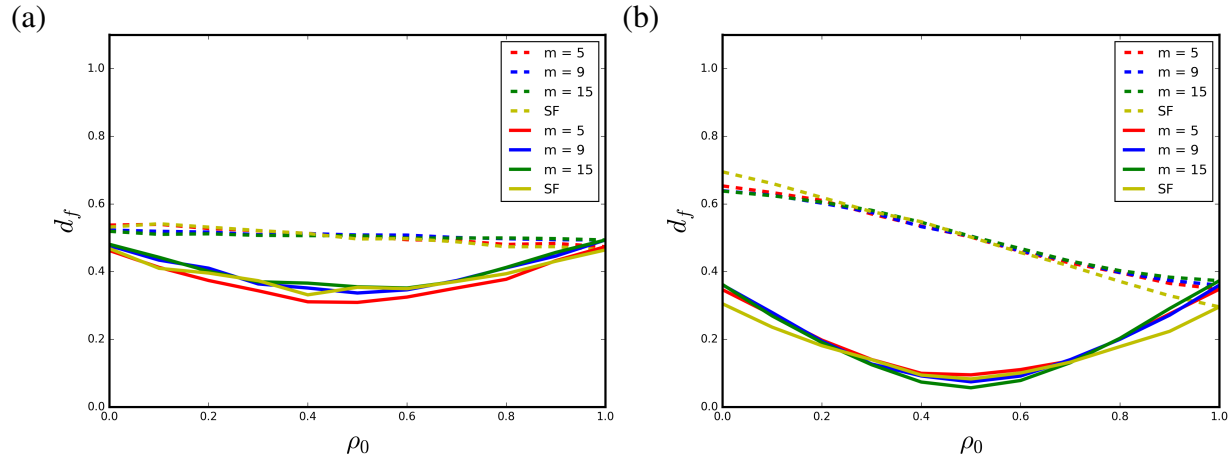 (a)
1.0
0.8
0.6
0.4
0.2
0.0
d_f
0.0 0.2 0.4 0.6 0.8 1.0
ρ_0
m = 5
m = 9
m = 15
SF
m = 5
m = 9
m = 15
SF
(b)
1.0
0.8
0.6
0.4
0.2
0.0
d_f
0.0 0.2 0.4 0.6 0.8 1.0
ρ_0
m = 5
m = 9
m = 15
SF
m = 5
m = 9
m = 15
SF